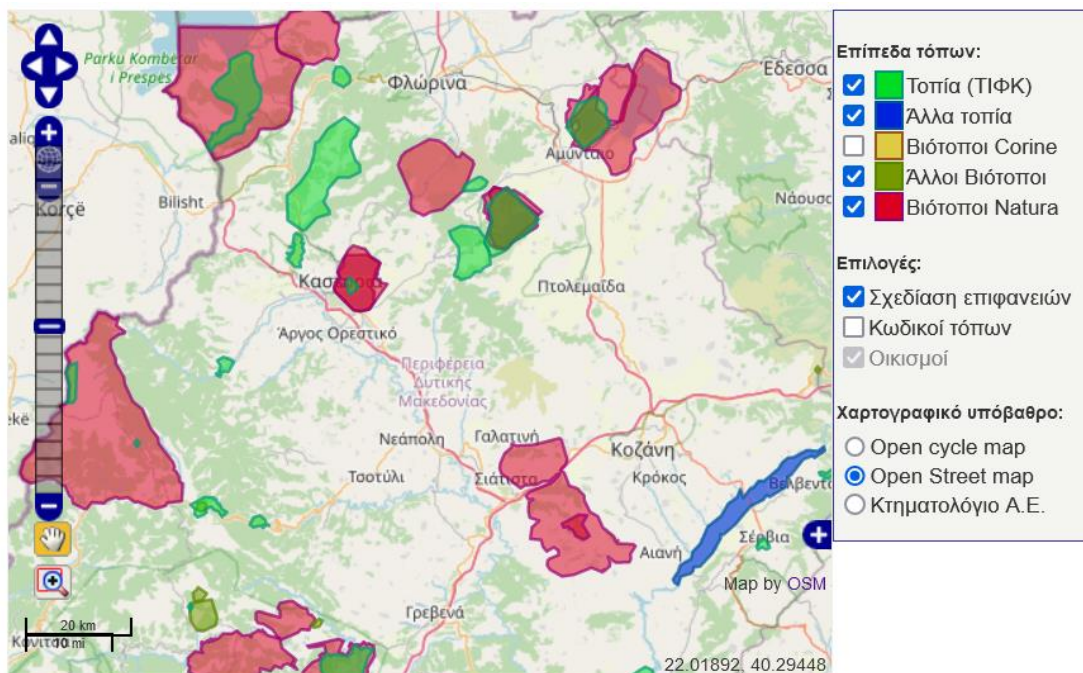 Parku Kombëtar
i Prespës
Φλώρινα
Έδεσσα
Αμύνταιο
Νάουσα
Korçë
Bilisht
Πτολεμαΐδα
Άργος Ορεστικό
Περιφέρεια
Δυτικής
Μακεδονίας
Νεάπολη
Γαλατινή
Κοζάνη
Τσοτύλι
Σιάτιστα
Κρόκος
Βελβεντό
Σέρβια
Αιανή
Map by OSM
Γρεβενά
20 km
10 mi
22.01892, 40.29448
Επίπεδα τόπων:
Τοπία (ΤΙΦΚ)
Άλλα τοπία
Βιότοποι Corine
Άλλοι Βιότοποι
Βιότοποι Natura
Επιλογές:
Σχεδίαση επιφανειών
Κωδικοί τόπων
Οικισμοί
Χαρτογραφικό υπόβαθρο:
Open cycle map
Open Street map
Κτηματολόγιο Α.Ε.